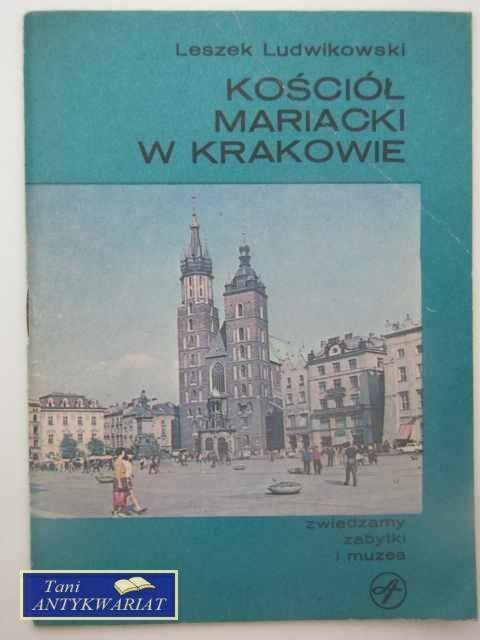 Leszek Ludwikowski
KOŚCIÓŁ
MARIACKI
W KRAKOWIE
zwiedzamy
zabytki
i muzea
Tani
ANTYKWARIAT